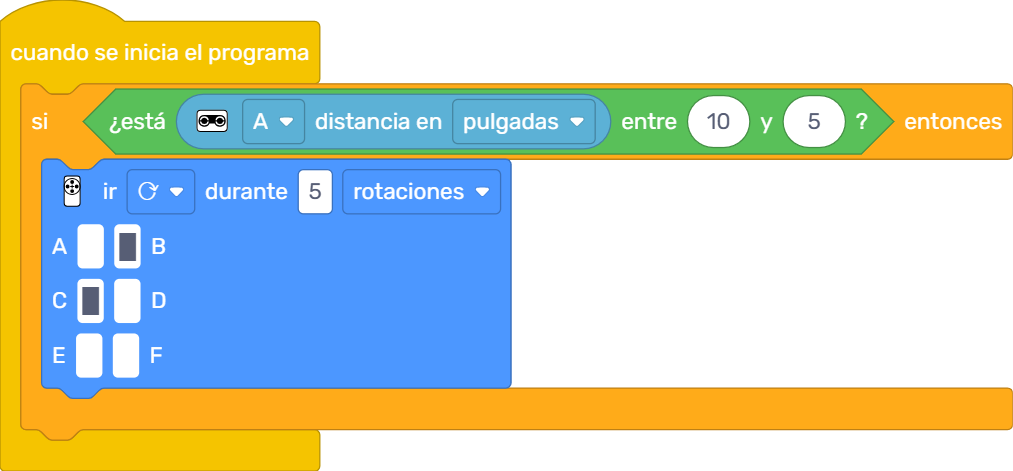 cuando se inicia el programa
si ¿está A distancia en pulgadas entre 10 y 5 ? entonces
ir durante 5 rotaciones
A B
C D
E F